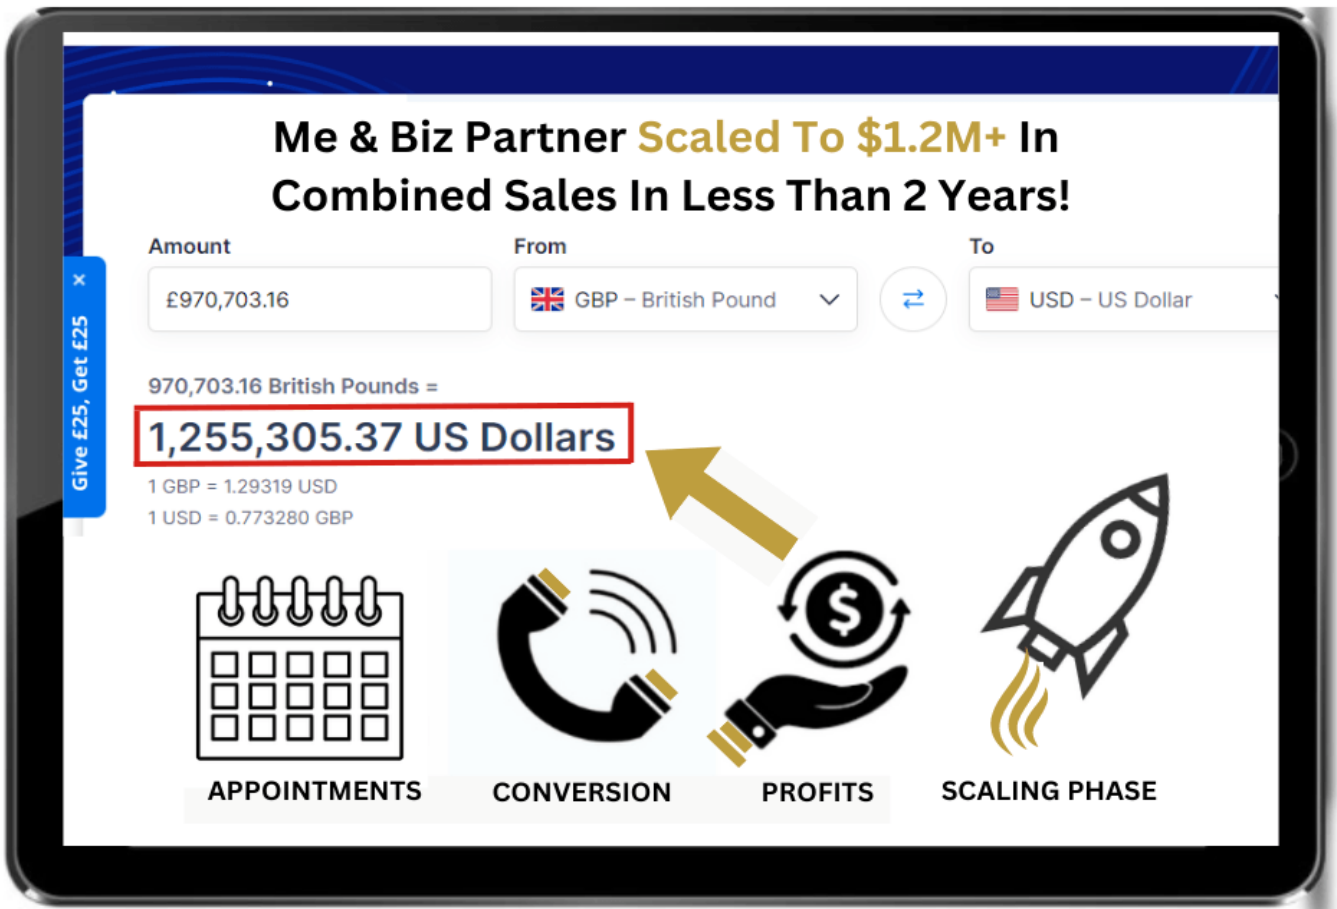 Me & Biz Partner Scaled To $1.2M+ In
Combined Sales In Less Than 2 Years!
Amount
From
To
£970,703.16
GBP – British Pound
USD – US Dollar
Give £25, Get £25 ×
970,703.16 British Pounds =
1,255,305.37 US Dollars
1 GBP = 1.29319 USD
1 USD = 0.773280 GBP
$
APPOINTMENTS
CONVERSION
PROFITS
SCALING PHASE